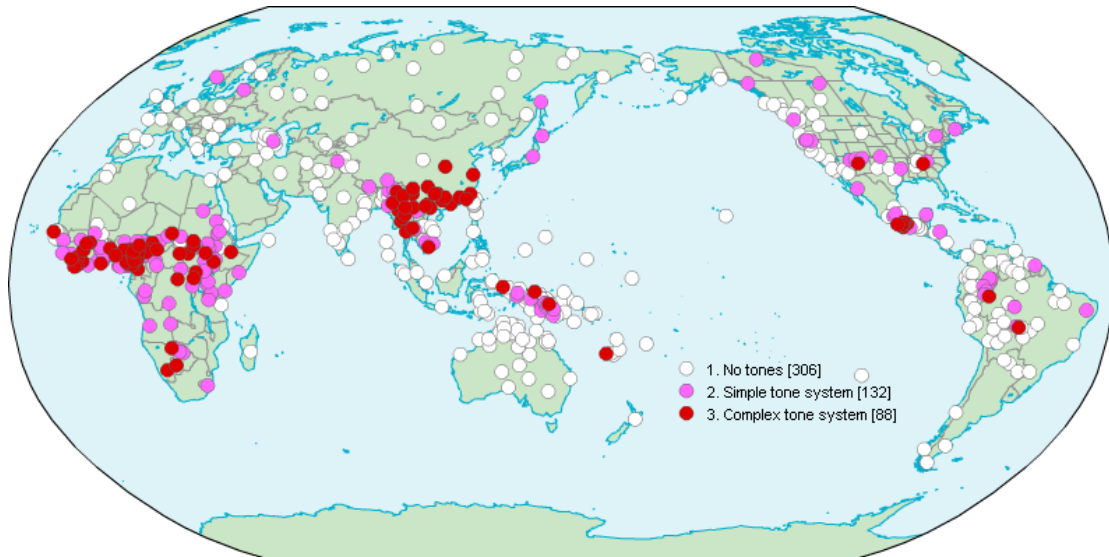 1. No tones [306]
2. Simple tone system [132]
3. Complex tone system [88]